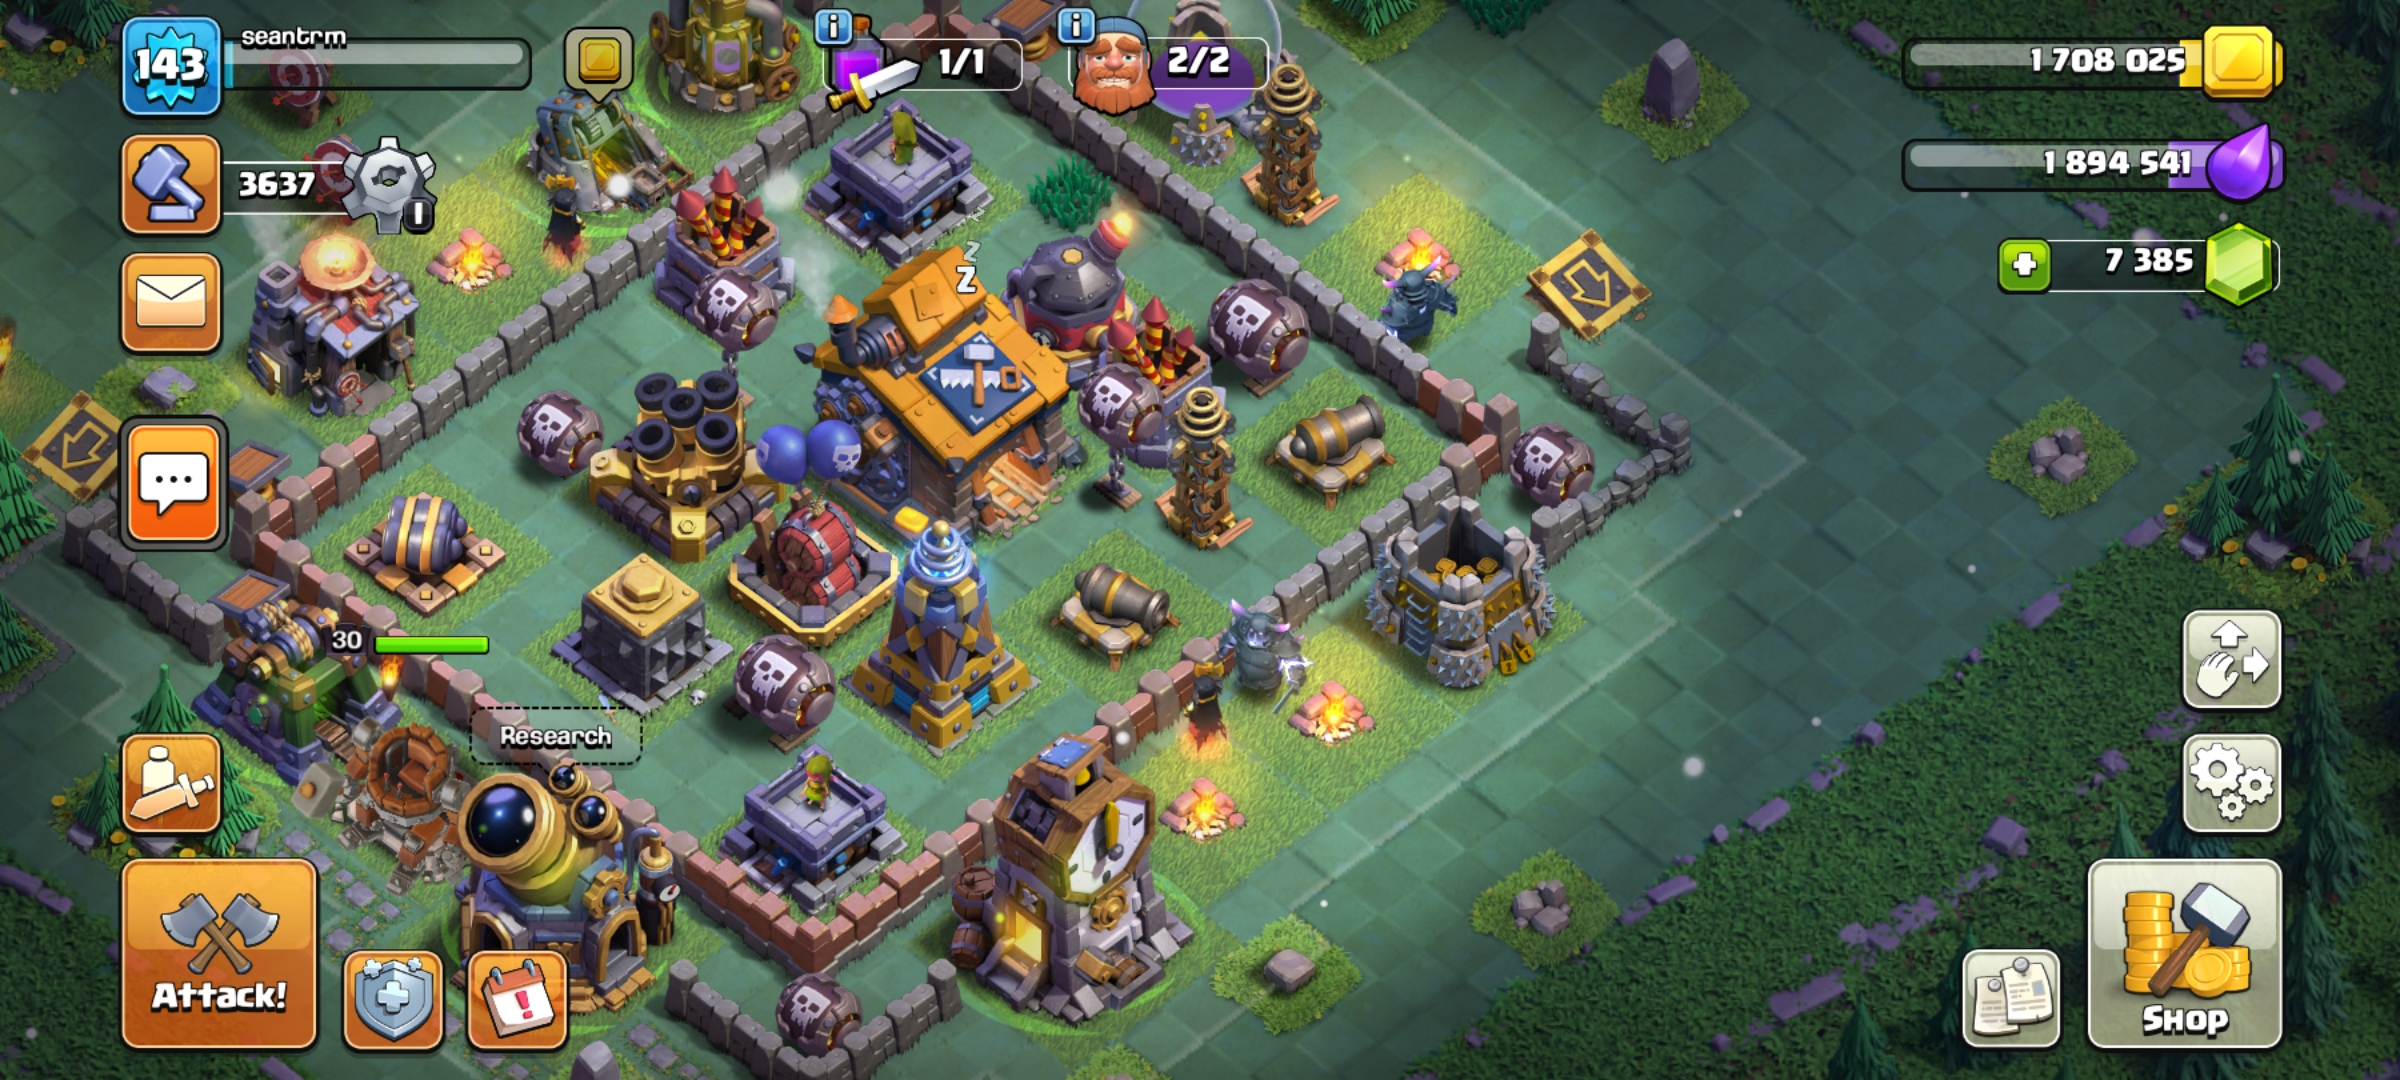 143
seantrm
1/1
2/2
1 708 025
3637
I
1 894 541
7 385
z
z
30
Research
Attack!
Shop